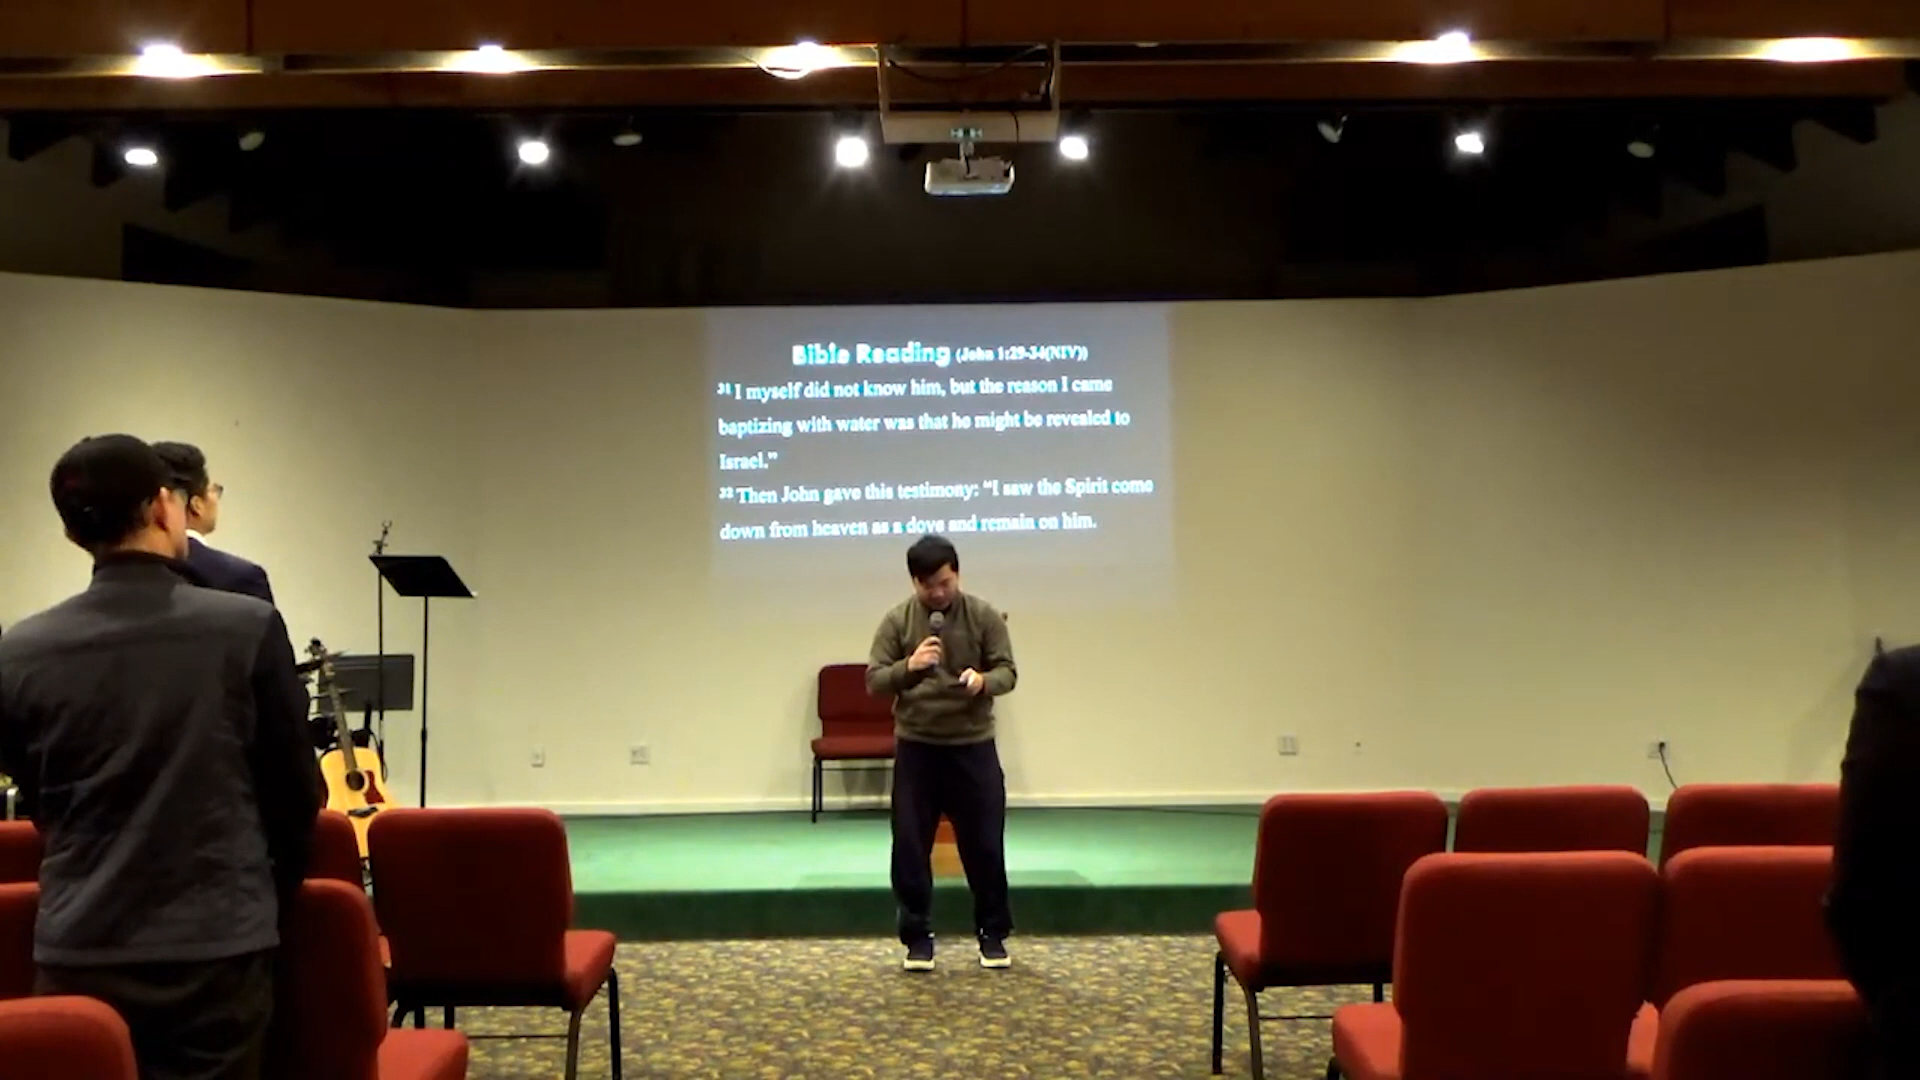 Bible Reading (John 1:29-34(NIV))
31 I myself did not know him, but the reason I came
baptizing with water was that he might be revealed to
Israel.”
32 Then John gave this testimony: “I saw the Spirit come
down from heaven as a dove and remain on him.